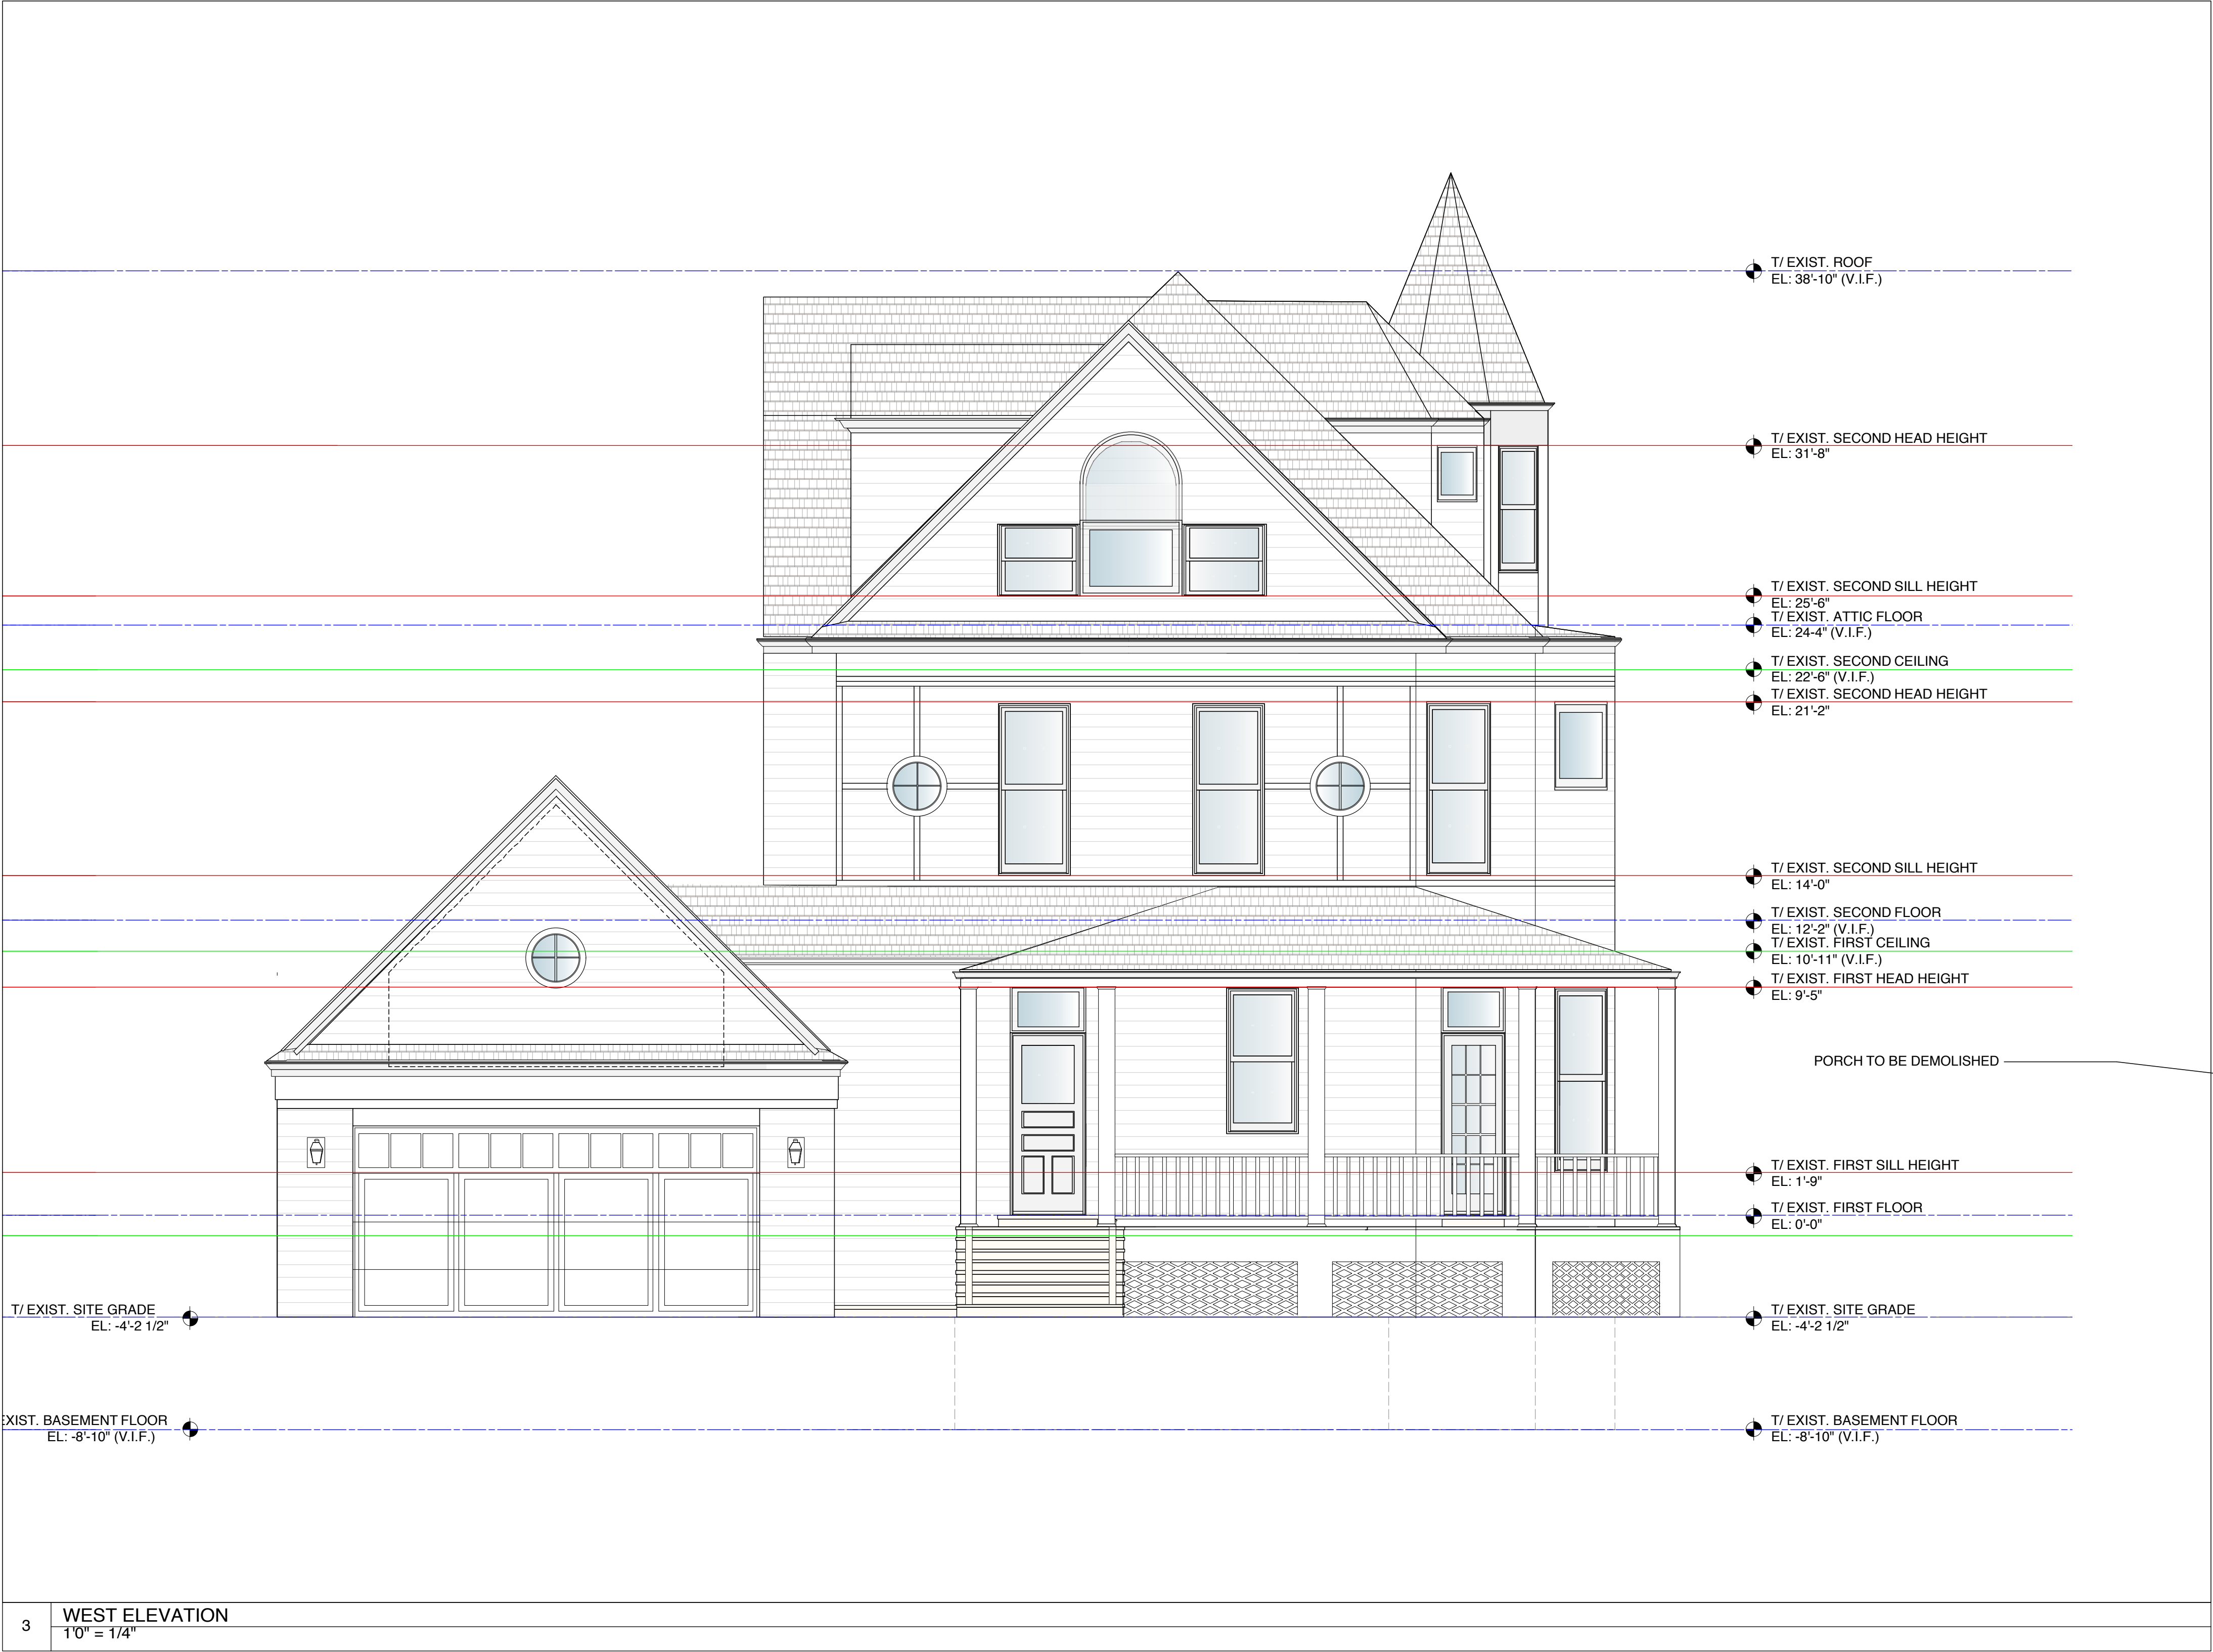 T/ EXIST. ROOF
EL: 38'-10" (V.I.F.)
T/ EXIST. SECOND HEAD HEIGHT
EL: 31'-8"
T/ EXIST. SECOND SILL HEIGHT
EL: 25'-6"
T/ EXIST. ATTIC FLOOR
EL: 24-4" (V.I.F.)
T/ EXIST. SECOND CEILING
EL: 22'-6" (V.I.F.)
T/ EXIST. SECOND HEAD HEIGHT
EL: 21'-2"
T/ EXIST. SECOND SILL HEIGHT
EL: 14'-0"
T/ EXIST. SECOND FLOOR
EL: 12'-2" (V.I.F.)
T/ EXIST. FIRST CEILING
EL: 10'-11" (V.I.F.)
T/ EXIST. FIRST HEAD HEIGHT
EL: 9'-5"
PORCH TO BE DEMOLISHED
T/ EXIST. FIRST SILL HEIGHT
EL: 1'-9"
T/ EXIST. FIRST FLOOR
EL: 0'-0"
T/ EXIST. SITE GRADE
EL: -4'-2 1/2"
T/ EXIST. SITE GRADE
EL: -4'-2 1/2"
EXIST. BASEMENT FLOOR
EL: -8'-10" (V.I.F.)
T/ EXIST. BASEMENT FLOOR
EL: -8'-10" (V.I.F.)
3
WEST ELEVATION
1'0" = 1/4"